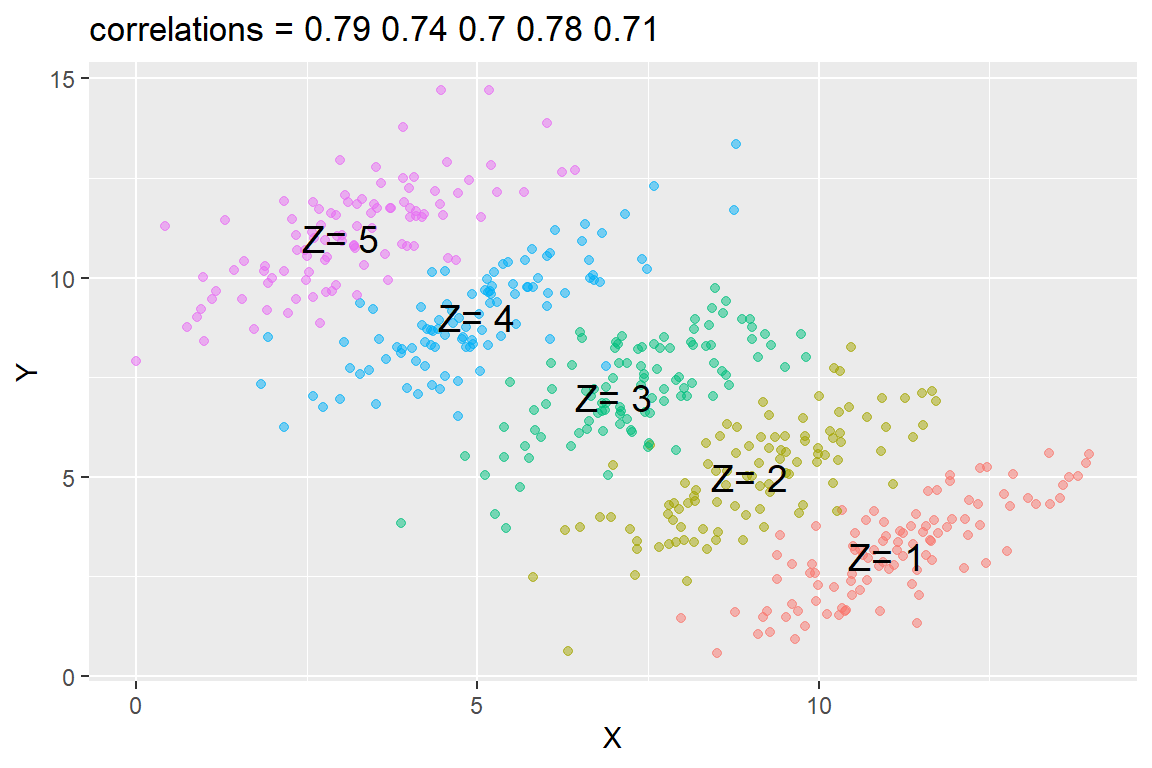 correlations = 0.79 0.74 0.7 0.78 0.71
15
10
5
0
Y
Z= 5
Z= 4
Z= 3
Z= 2
Z= 1
0 5 10
X